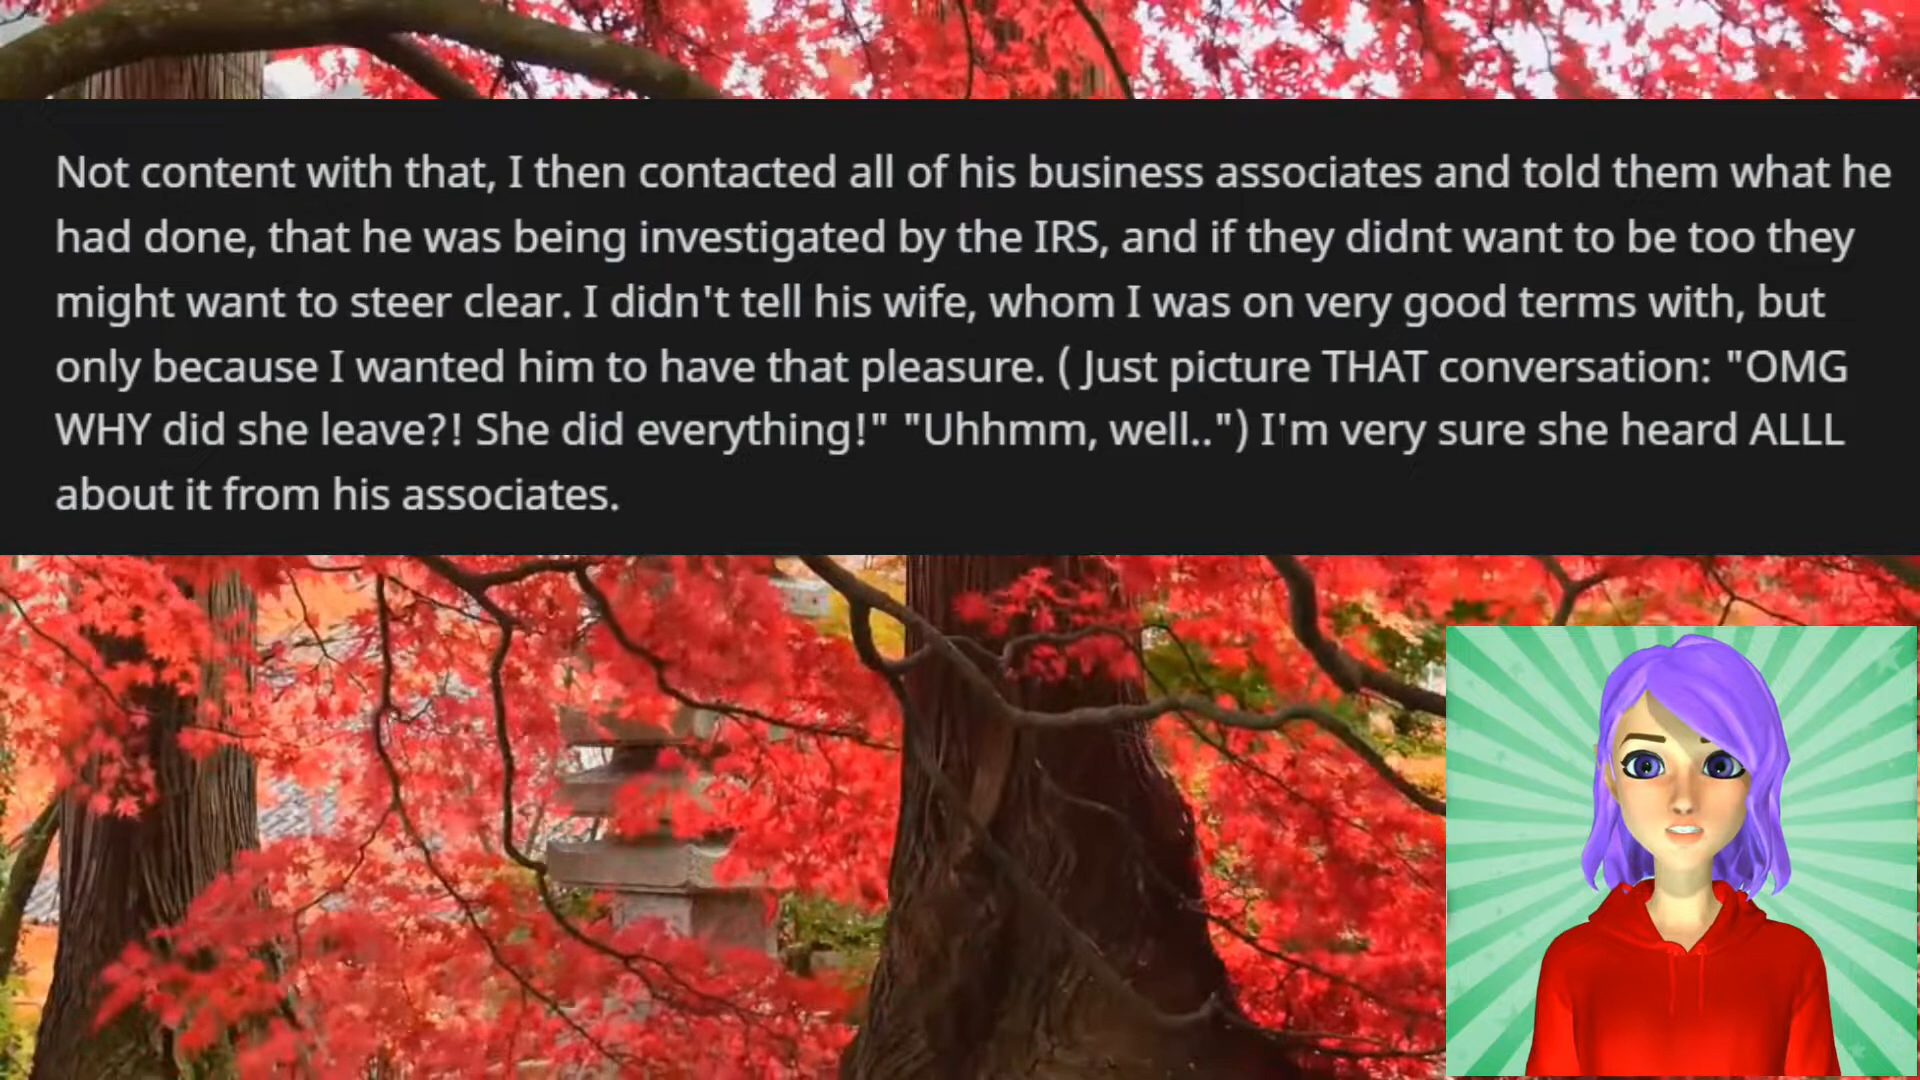 Not content with that, I then contacted all of his business associates and told them what he
had done, that he was being investigated by the IRS, and if they didnt want to be too they
might want to steer clear. I didn't tell his wife, whom I was on very good terms with, but
only because I wanted him to have that pleasure. ( Just picture THAT conversation: "OMG
WHY did she leave?! She did everything!" "Uhhmm, well..") I'm very sure she heard ALLL
about it from his associates.